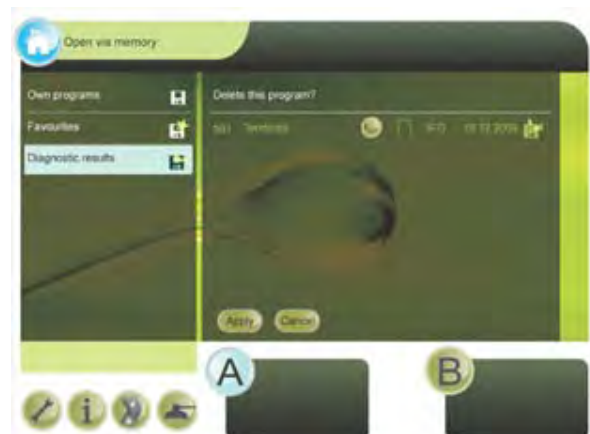 Open via memory
Own programs
Delete this program?
Favourites
Diagnostic results
Apply
Cancel
A
B
i